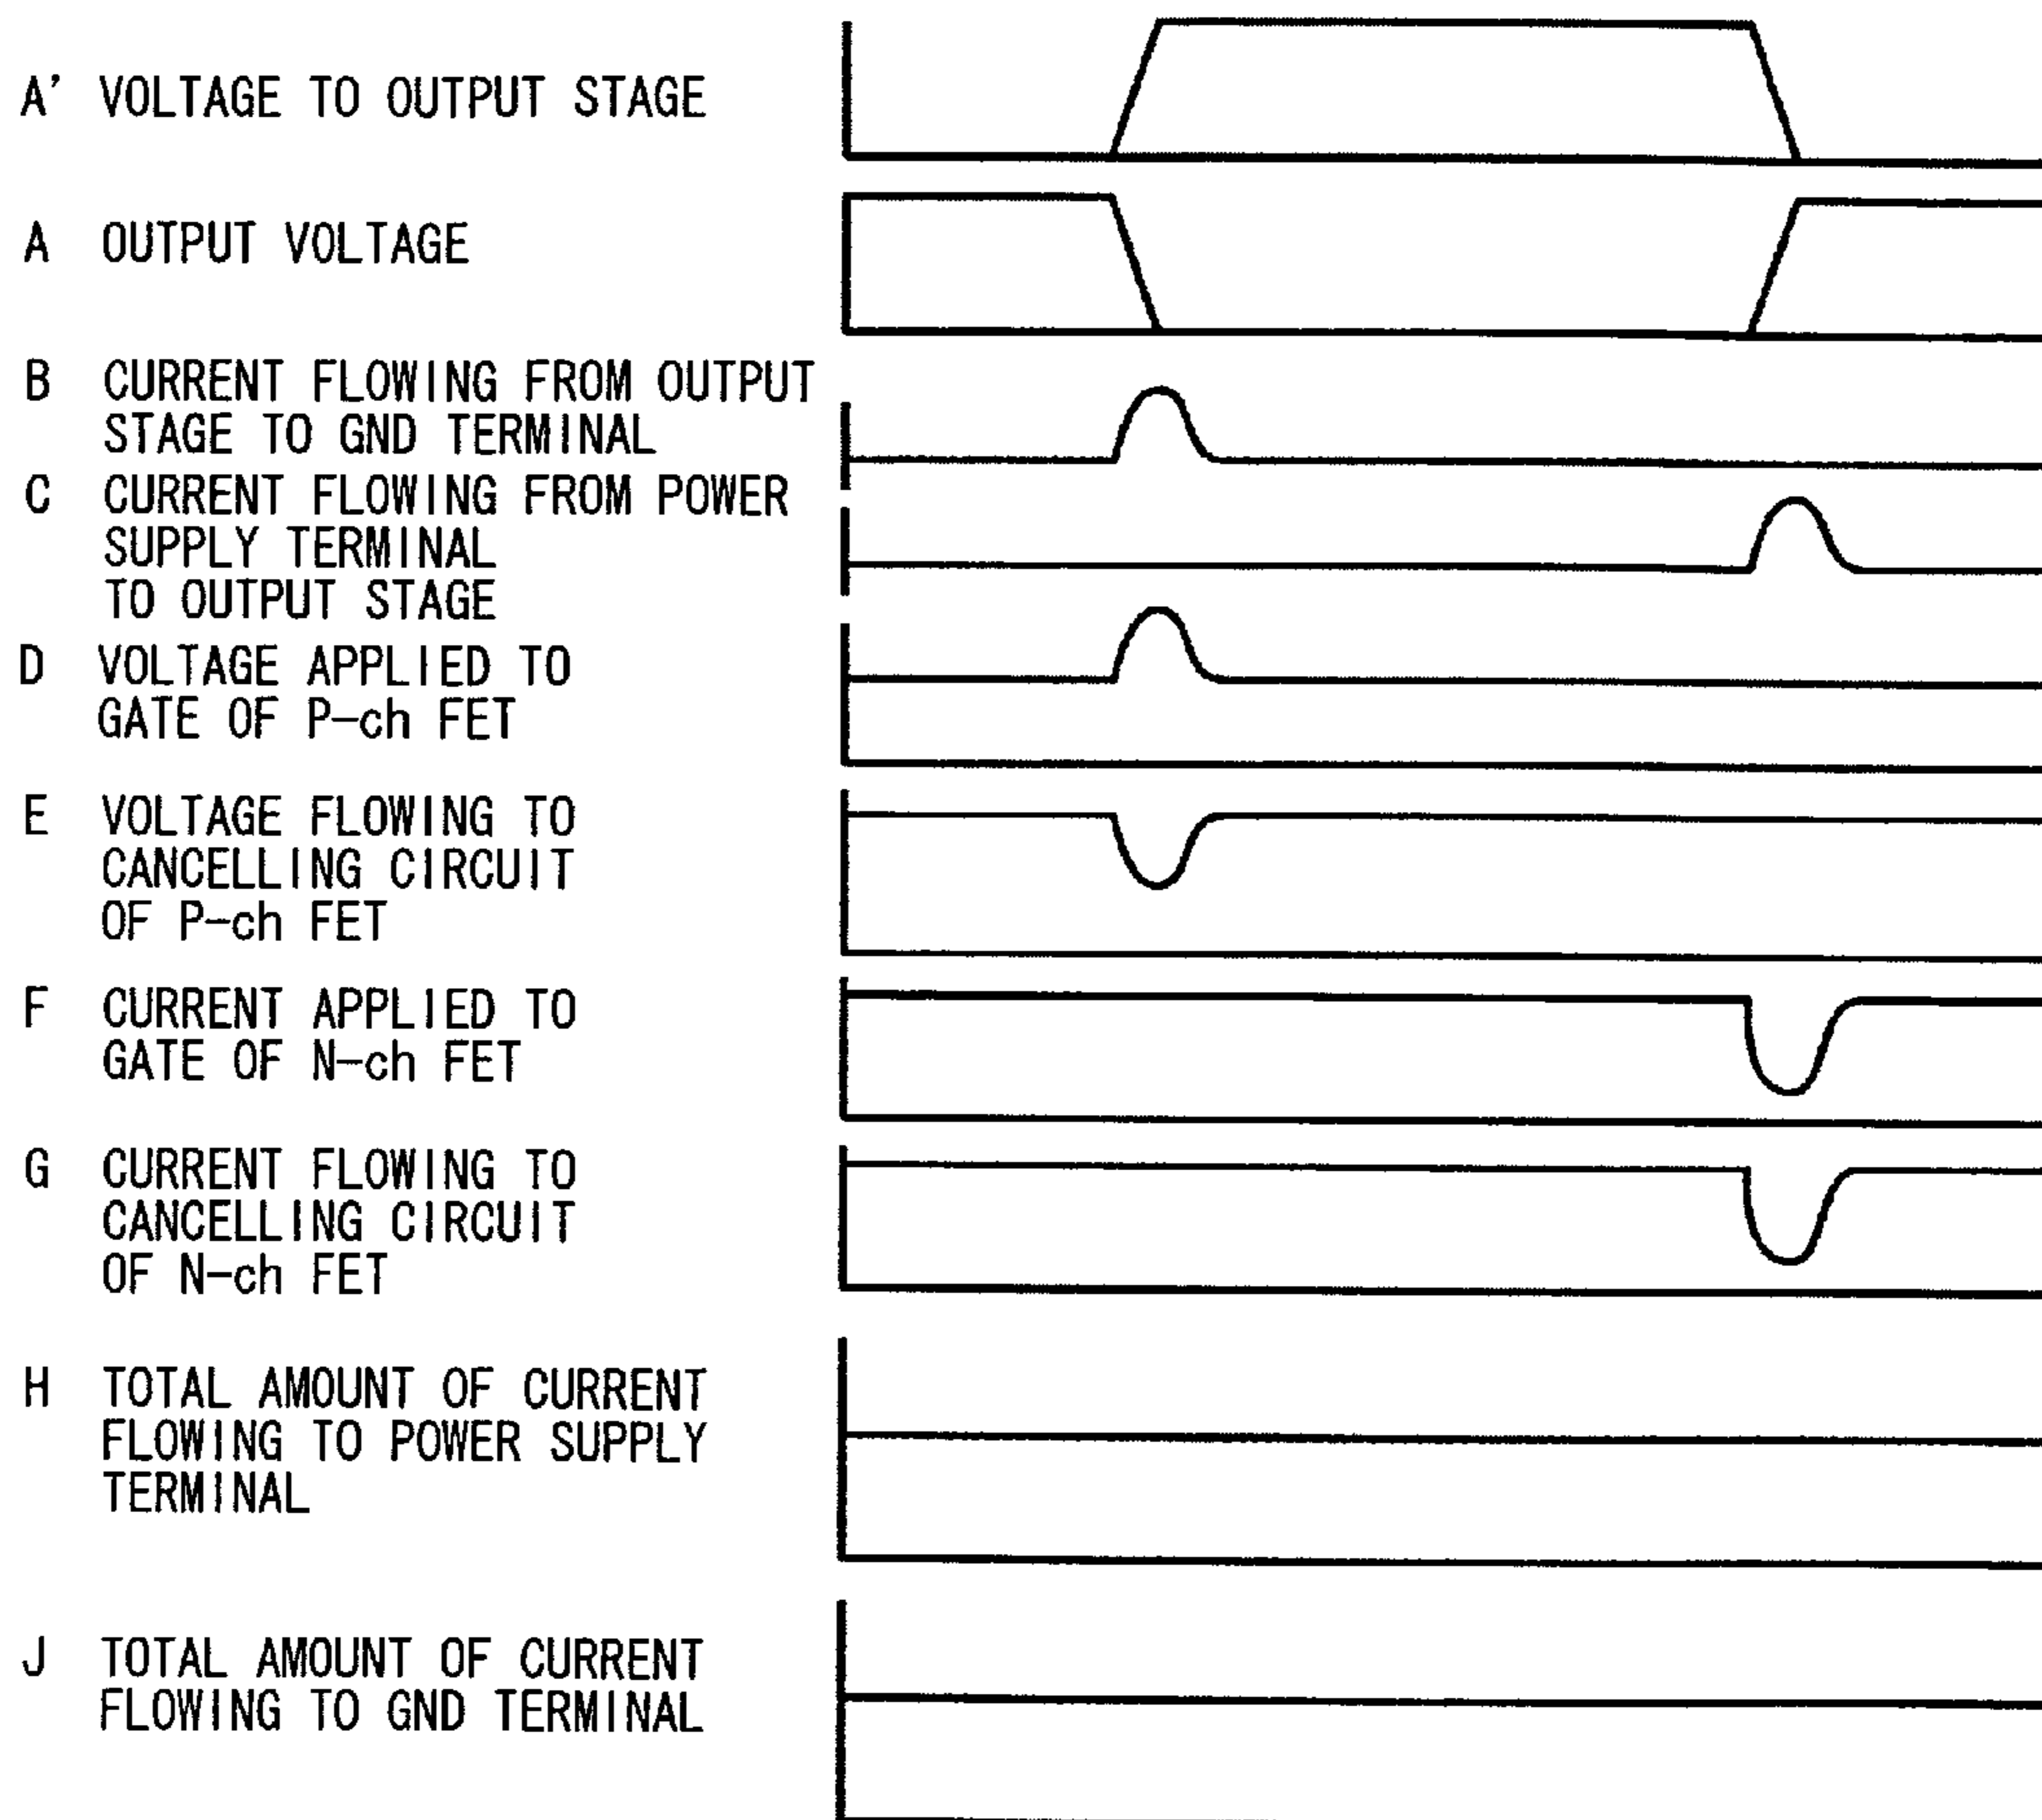 A' VOLTAGE TO OUTPUT STAGE
A OUTPUT VOLTAGE
B CURRENT FLOWING FROM OUTPUT
STAGE TO GND TERMINAL
C CURRENT FLOWING FROM POWER
SUPPLY TERMINAL
TO OUTPUT STAGE
D VOLTAGE APPLIED TO
GATE OF P-ch FET
E VOLTAGE FLOWING TO
CANCELLING CIRCUIT
OF P-ch FET
F CURRENT APPLIED TO
GATE OF N-ch FET
G CURRENT FLOWING TO
CANCELLING CIRCUIT
OF N-ch FET
H TOTAL AMOUNT OF CURRENT
FLOWING TO POWER SUPPLY
TERMINAL
J TOTAL AMOUNT OF CURRENT
FLOWING TO GND TERMINAL